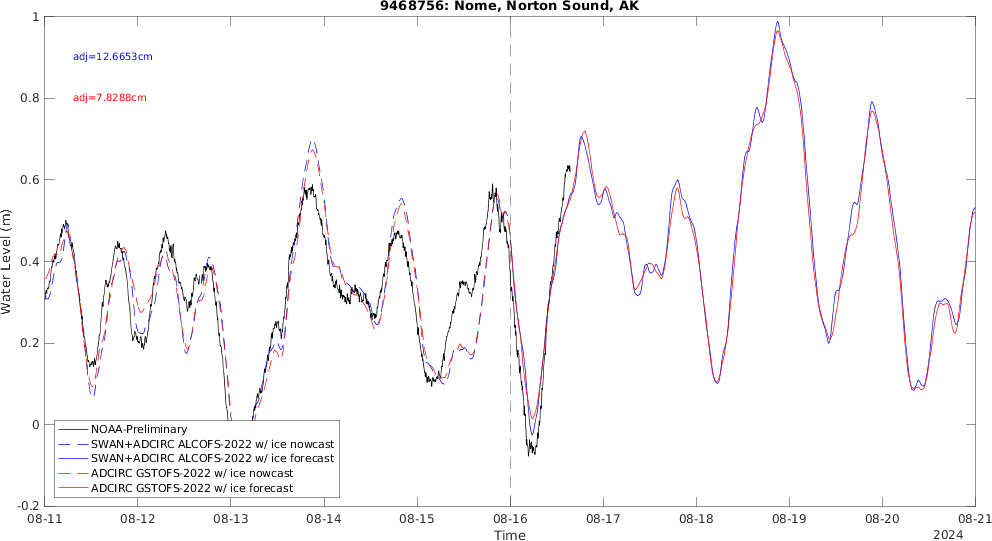 9468756: Nome, Norton Sound, AK
adj=12.6653cm
adj=7.8288cm
Water Level (m)
1
0.8
0.6
0.4
0.2
0
-0.2
NOAA-Preliminary
SWAN+ADCIRC ALCOFS-2022 w/ ice nowcast
SWAN+ADCIRC ALCOFS-2022 w/ ice forecast
ADCIRC GSTOFS-2022 w/ ice nowcast
ADCIRC GSTOFS-2022 w/ ice forecast
08-11 08-12 08-13 08-14 08-15 08-16 08-17 08-18 08-19 08-20 08-21
Time
2024